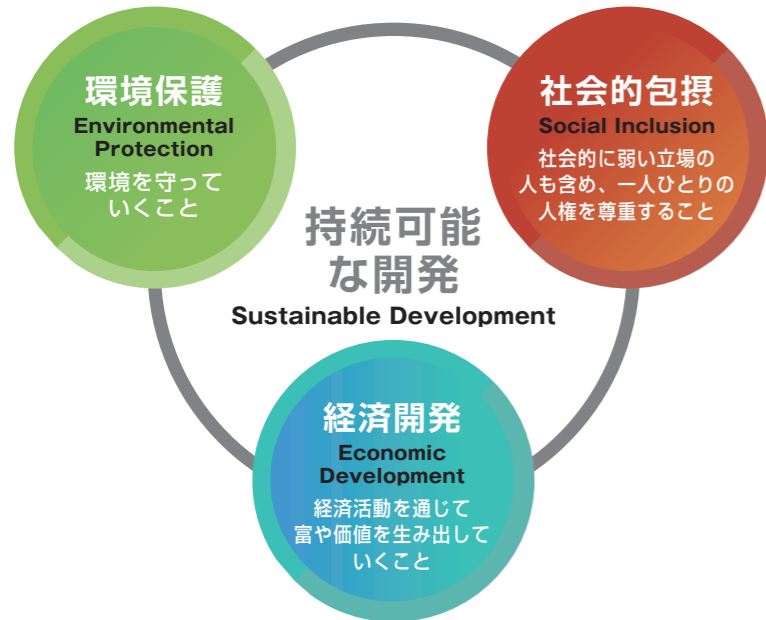 環境保護
Environmental
Protection
環境を守って
いくこと
社会的包摂
Social Inclusion
社会的に弱い立場の
人も含め、一人ひとりの
人権を尊重すること
持続可能
な開発
Sustainable Development
経済開発
Economic
Development
経済活動を通じて
富や価値を生み出して
いくこと